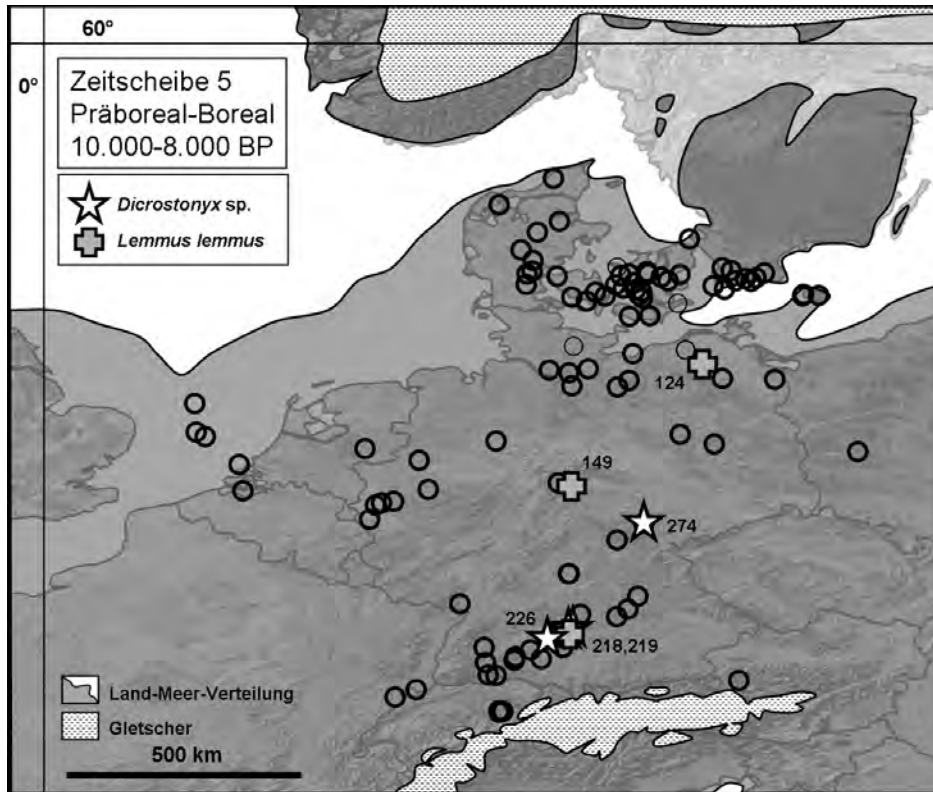 60°
0°
Zeitscheibe 5
Präboreal-Boreal
10.000-8.000 BP
Dicrostonyx sp.
Lemmus lemmus
124
149
274
226
218,219
Land-Meer-Verteilung
Gletscher
500 km